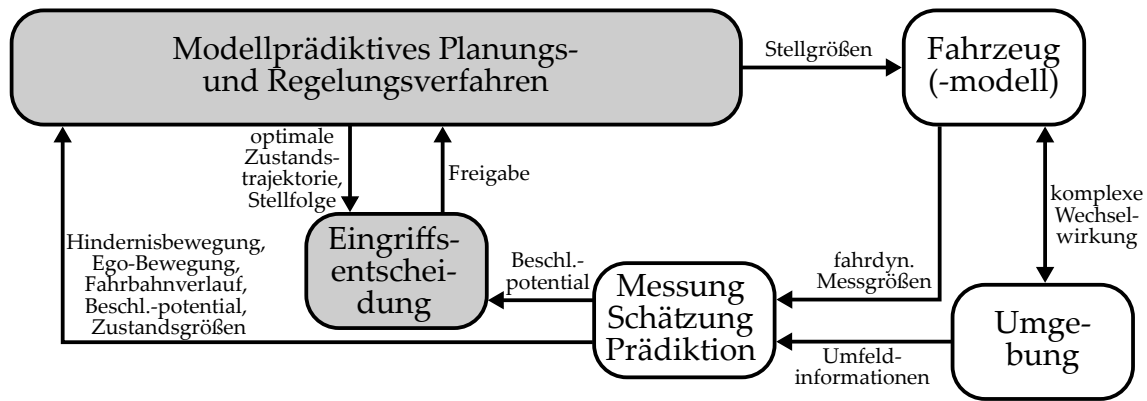 Modellprädiktives Planungs-
und Regelungsverfahren
Stellgrößen
Fahrzeug
(-modell)
optimale
Zustands-
trajektorie,
Stellfolge
Freigabe
komplexe
Wechsel-
wirkung
Hindernisbewegung,
Ego-Bewegung,
Fahrbahnverlauf,
Beschl.-potential,
Zustandsgrößen
Eingriffs-
entschei-
dung
Beschl.-
potential
Messung
Schätzung
Prädiktion
fahrdyn.
Messgrößen
Umfeld-
informationen
Umge-
bung